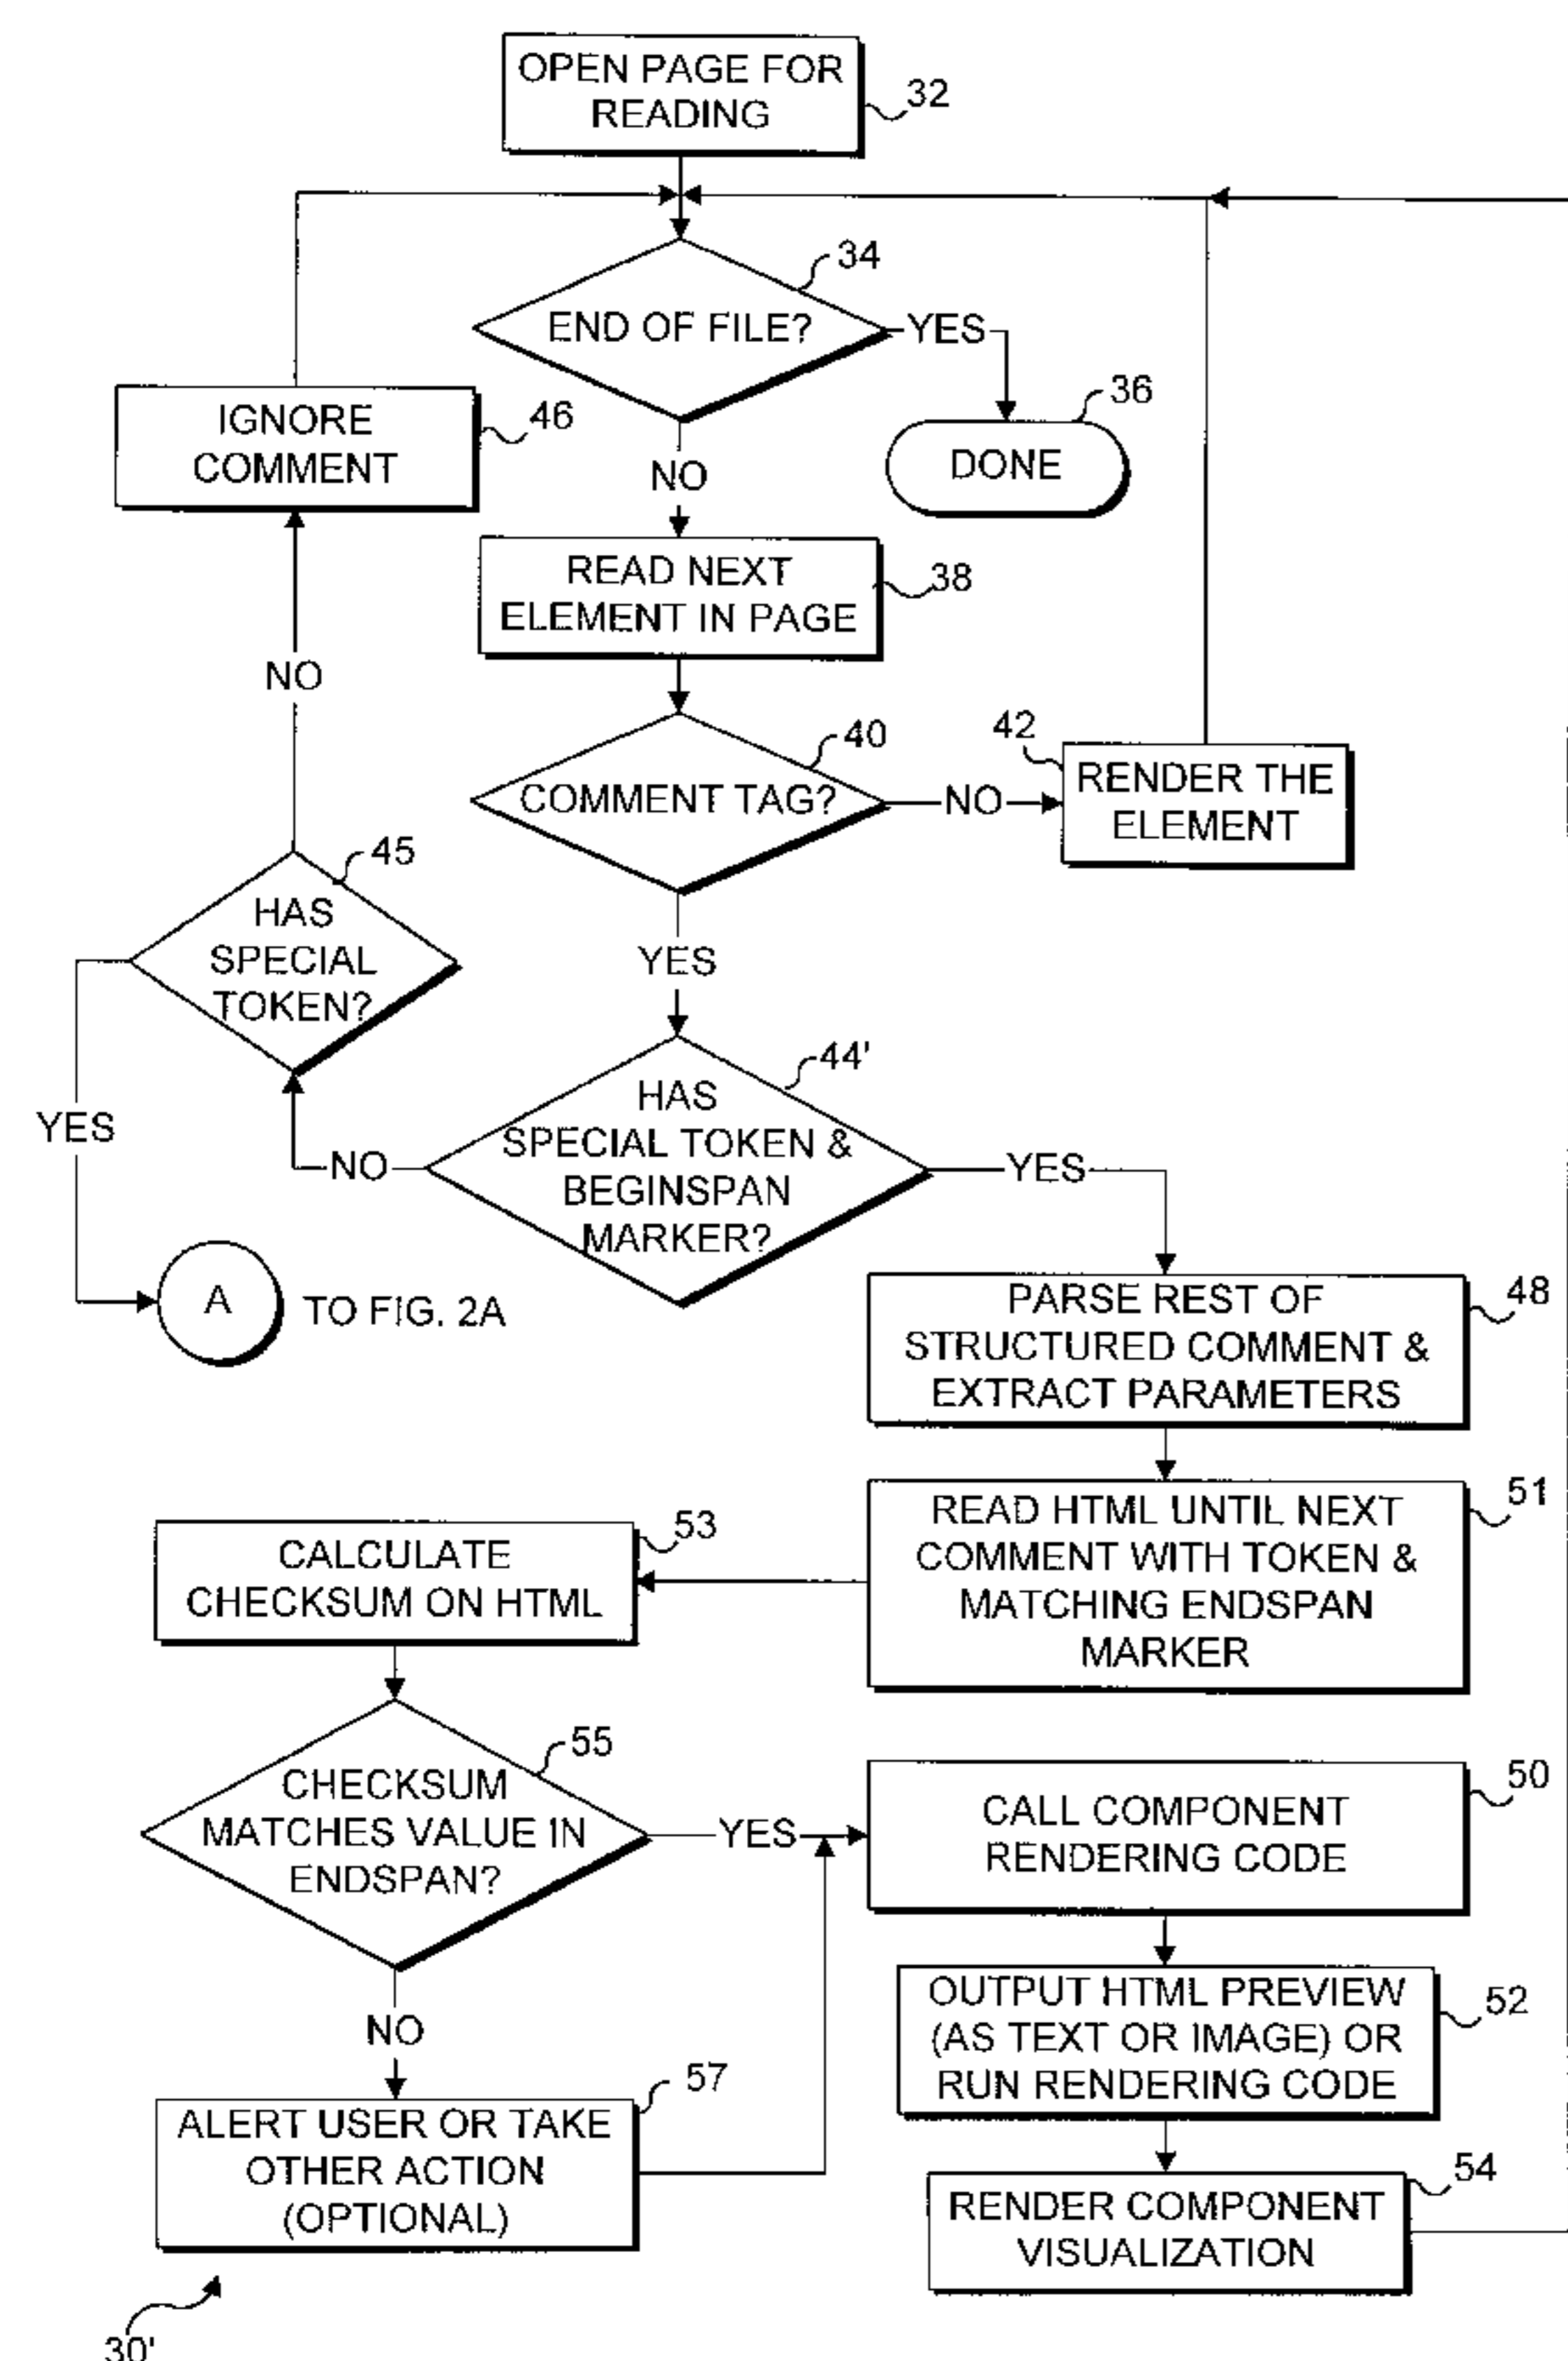 OPEN PAGE FOR
READING
32
34
END OF FILE?
YES
36
DONE
IGNORE
COMMENT
46
NO
READ NEXT
ELEMENT IN PAGE
38
NO
40
COMMENT TAG?
NO
42
RENDER THE
ELEMENT
45
HAS
SPECIAL
TOKEN?
YES
YES
44'
HAS
SPECIAL TOKEN &
BEGINSPAN
MARKER?
NO
YES
A
TO FIG. 2A
PARSE REST OF
STRUCTURED COMMENT &
EXTRACT PARAMETERS
48
READ HTML UNTIL NEXT
COMMENT WITH TOKEN &
MATCHING ENDSPAN
MARKER
51
CALCULATE
CHECKSUM ON HTML
53
55
CHECKSUM
MATCHES VALUE IN
ENDSPAN?
YES
CALL COMPONENT
RENDERING CODE
50
NO
OUTPUT HTML PREVIEW
(AS TEXT OR IMAGE) OR
RUN RENDERING CODE
52
57
ALERT USER OR TAKE
OTHER ACTION
(OPTIONAL)
RENDER COMPONENT
VISUALIZATION
54
30'